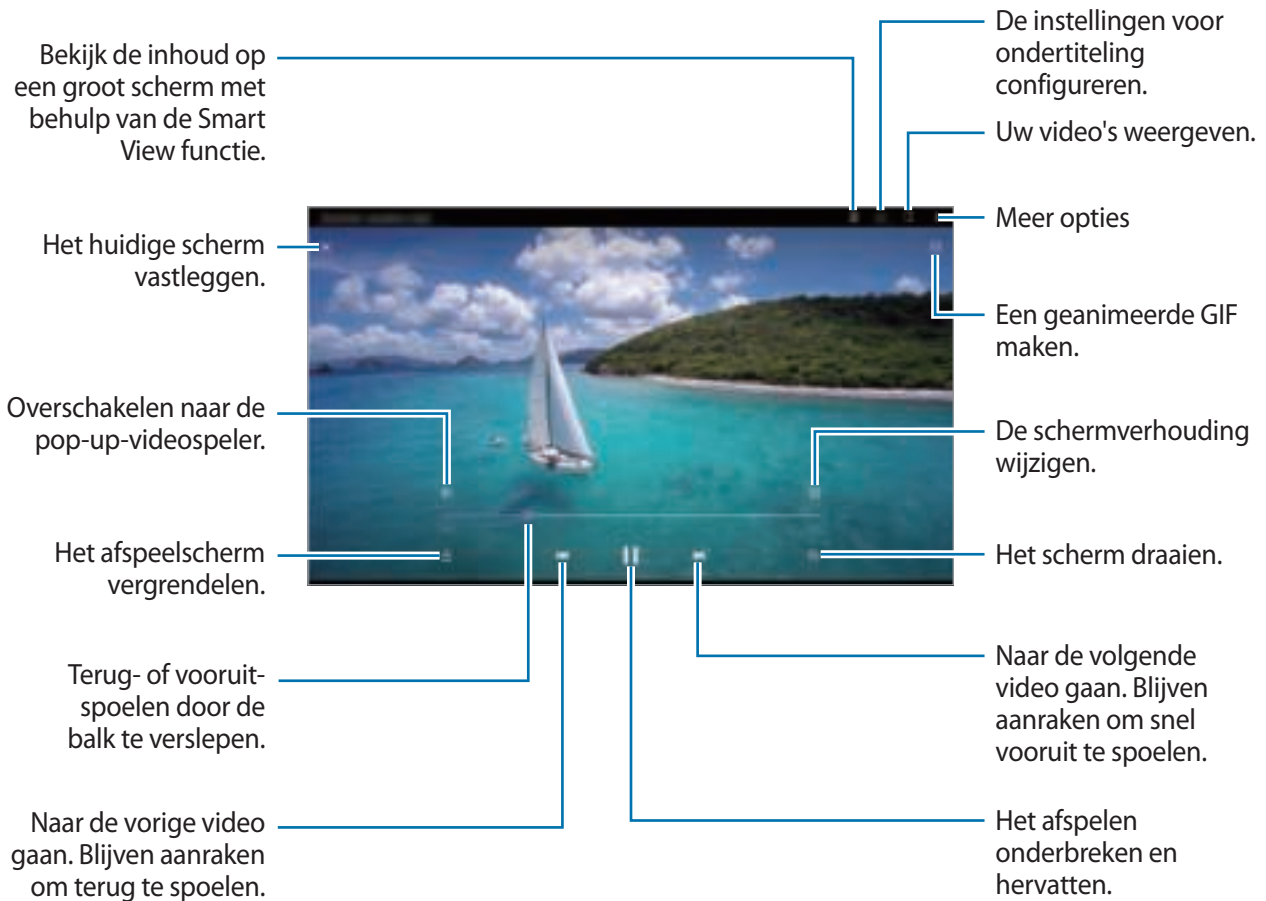 Bekijk de inhoud op
een groot scherm met
behulp van de Smart
View functie.
Het huidige scherm
vastleggen.
Overschakelen naar de
pop-up-videospeler.
Het afspeelscherm
vergrendelen.
Terug- of vooruit-
spoelen door de
balk te verslepen.
Naar de vorige video
gaan. Blijven aanraken
om terug te spoelen.
De instellingen voor
ondertiteling
configureren.
Uw video's weergeven.
Meer opties
Een geanimeerde GIF
maken.
De schermverhouding
wijzigen.
Het scherm draaien.
Naar de volgende
video gaan. Blijven
aanraken om snel
vooruit te spoelen.
Het afspelen
onderbreken en
hervatten.